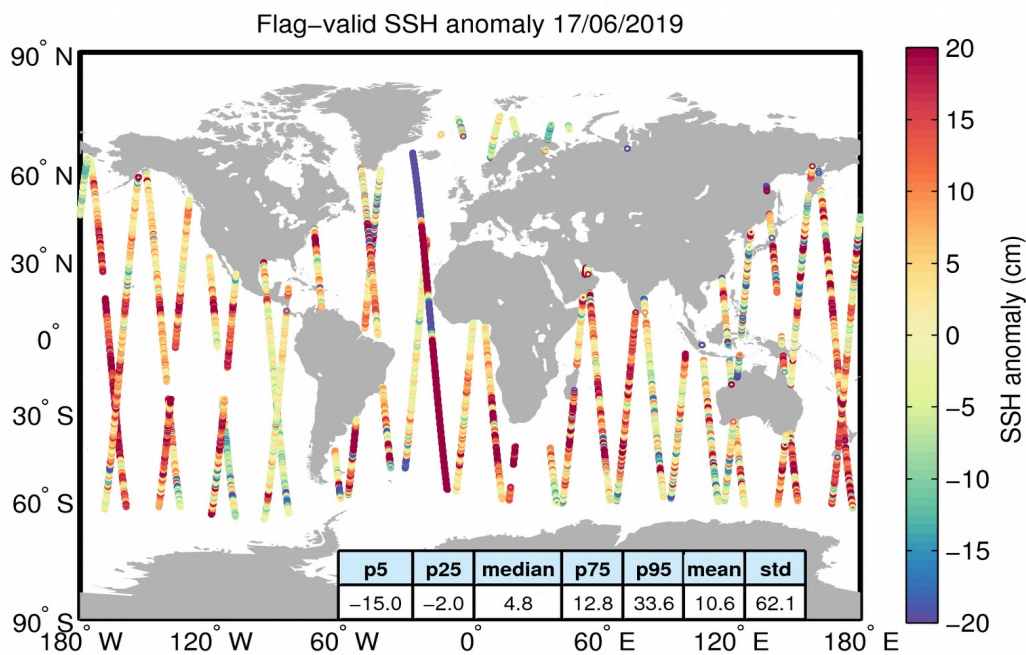 Flag−valid SSH anomaly 17/06/2019
90° N
60° N
30° N
0°
30° S
60° S
90° S
180° W 120° W 60° W 0° 60° E 120° E 180° E
p5 p25 median p75 p95 mean std
−15.0 −2.0 4.8 12.8 33.6 10.6 62.1
20
15
10
5
0
−5
−10
−15
−20
SSH anomaly (cm)